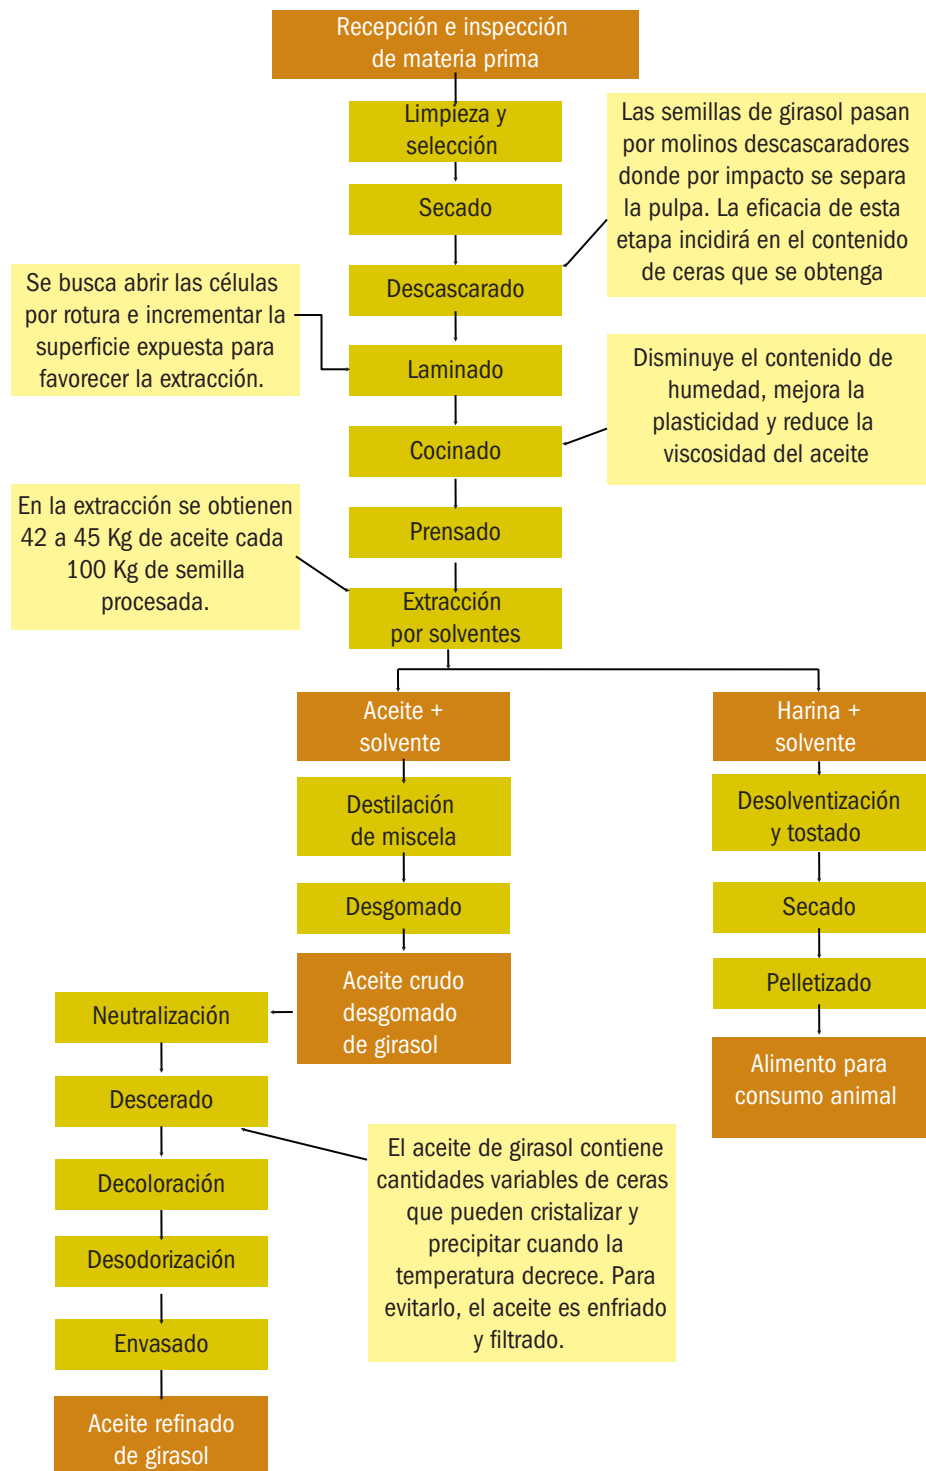 Recepción e inspección
de materia prima
Limpieza y
selección
Las semillas de girasol pasan
por molinos descascaradores
donde por impacto se separa
la pulpa. La eficacia de esta
etapa incidirá en el contenido
de ceras que se obtenga
Secado
Descascarado
Se busca abrir las células
por rotura e incrementar la
superficie expuesta para
favorecer la extracción.
Laminado
Disminuye el contenido de
humedad, mejora la
plasticidad y reduce la
viscosidad del aceite
Cocinado
En la extracción se obtienen
42 a 45 Kg de aceite cada
100 Kg de semilla
procesada.
Prensado
Extracción
por solventes
Aceite +
solvente
Harina +
solvente
Destilación
de miscela
Desolventización
y tostado
Desgomado
Secado
Aceite crudo
desgomado
de girasol
Pelletizado
Neutralización
Alimento para
consumo animal
Descerado
El aceite de girasol contiene
cantidades variables de ceras
que pueden cristalizar y
precipitar cuando la
temperatura decrece. Para
evitarlo, el aceite es enfriado
y filtrado.
Decoloración
Desodorización
Envasado
Aceite refinado
de girasol